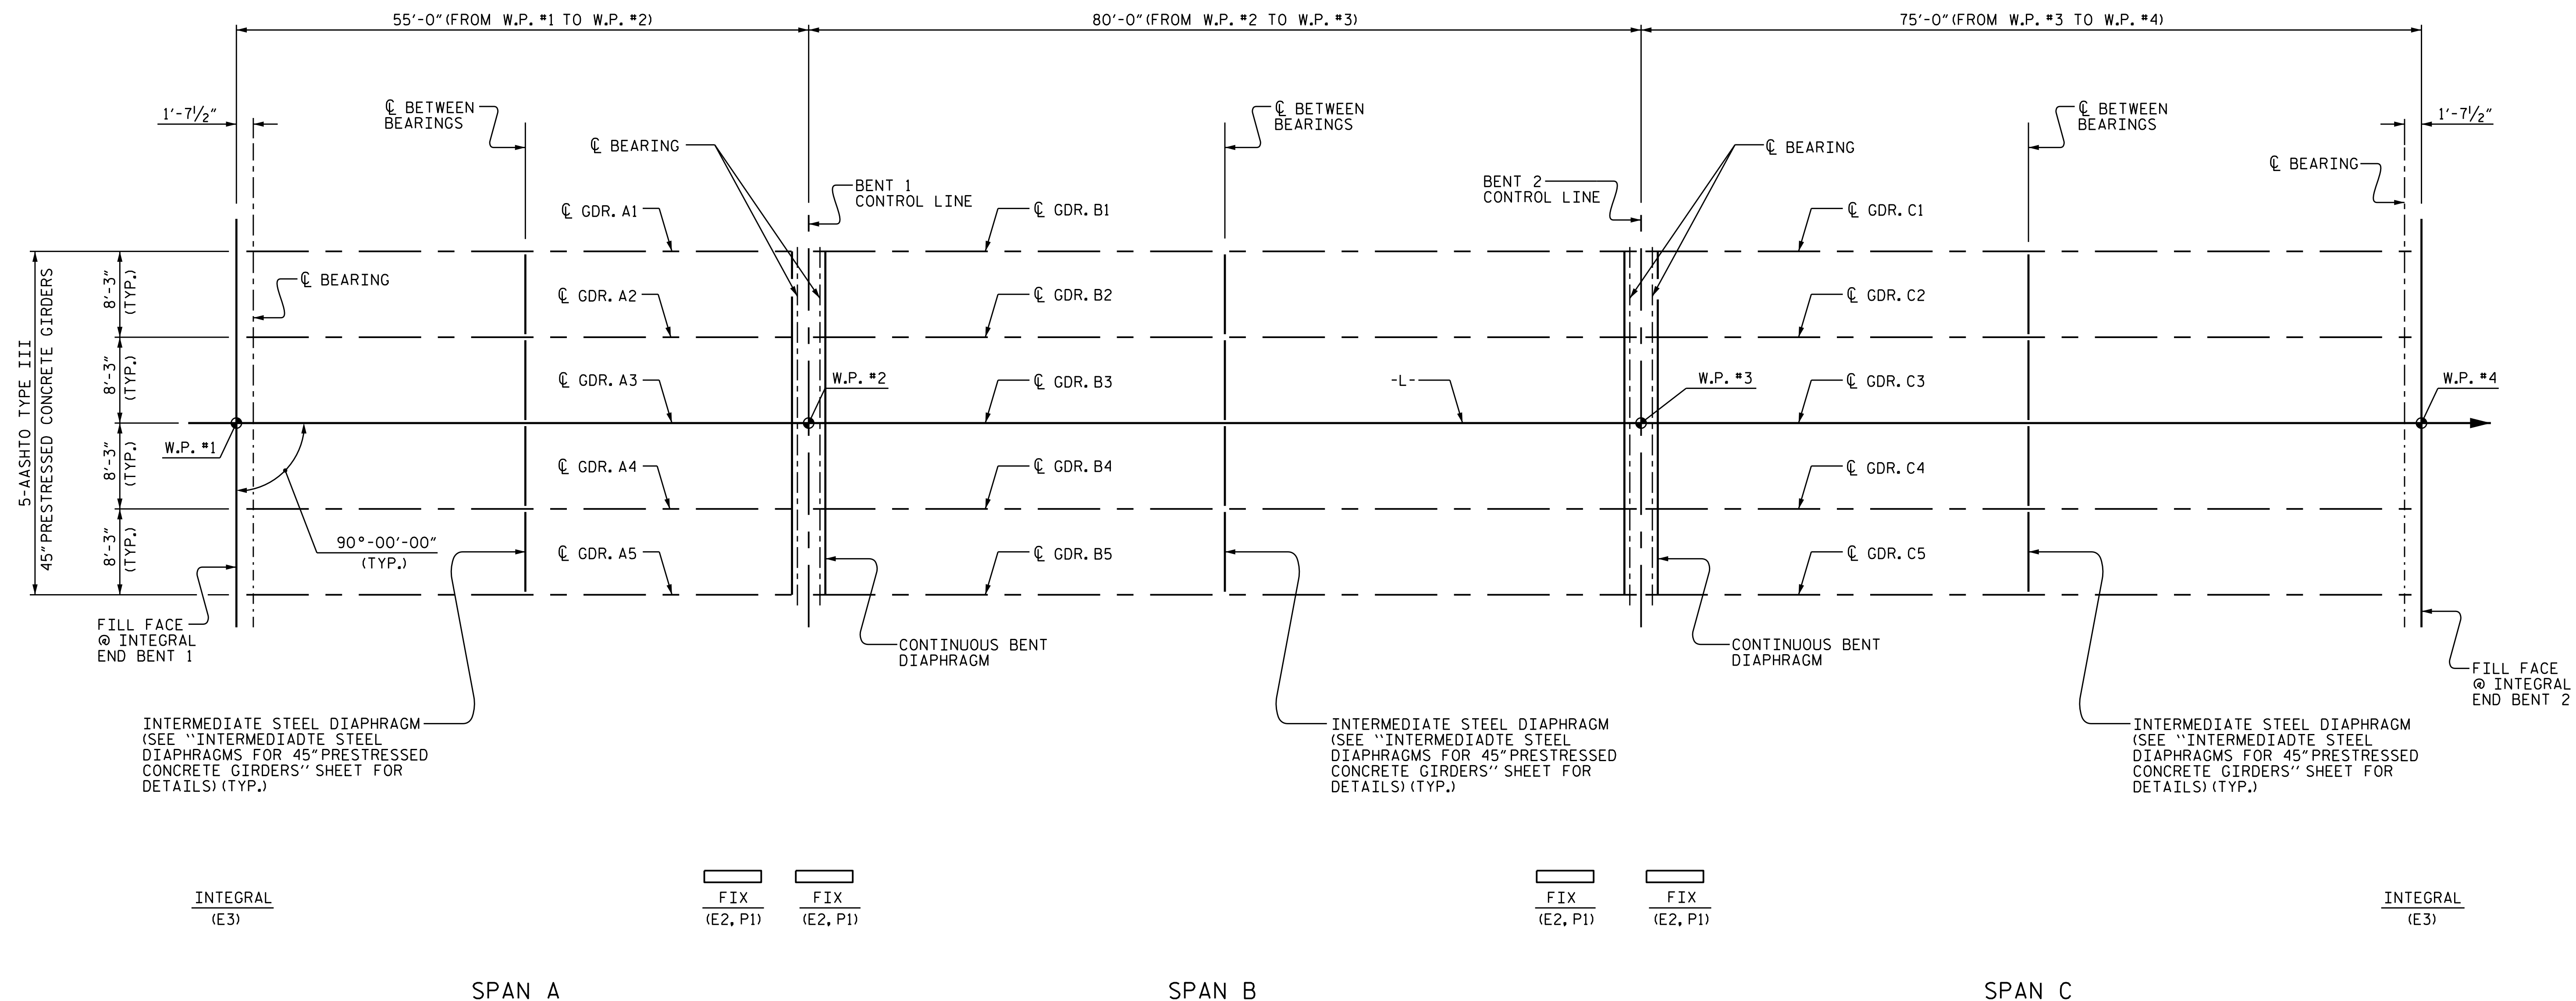 55'-0" (FROM W.P. #1 TO W.P. #2)
80'-0" (FROM W.P. #2 TO W.P. #3)
75'-0" (FROM W.P. #3 TO W.P. #4)
1'-7½"
℄ BETWEEN
BEARINGS
℄ BEARING
BENT 1
CONTROL LINE
℄ BETWEEN
BEARINGS
BENT 2
CONTROL LINE
℄ BEARING
℄ BETWEEN
BEARINGS
1'-7½"
℄ BEARING
℄ GDR. A1
℄ GDR. B1
℄ GDR. C1
℄ BEARING
℄ GDR. A2
℄ GDR. B2
℄ GDR. C2
5-AASHTO TYPE III
45" PRESTRESSED CONCRETE GIRDERS
8'-3"
(TYP.)
8'-3"
(TYP.)
8'-3"
(TYP.)
8'-3"
(TYP.)
℄ GDR. A3
W.P. #2
℄ GDR. B3
-L-
W.P. #3
℄ GDR. C3
W.P. #4
W.P. #1
℄ GDR. A4
℄ GDR. B4
℄ GDR. C4
90°-00'-00"
(TYP.)
℄ GDR. A5
℄ GDR. B5
℄ GDR. C5
FILL FACE
@ INTEGRAL
END BENT 1
CONTINUOUS BENT
DIAPHRAGM
CONTINUOUS BENT
DIAPHRAGM
FILL FACE
@ INTEGRAL
END BENT 2
INTERMEDIATE STEEL DIAPHRAGM
(SEE ``INTERMEDIADTE STEEL
DIAPHRAGMS FOR 45" PRESTRESSED
CONCRETE GIRDERS'' SHEET FOR
DETAILS) (TYP.)
INTERMEDIATE STEEL DIAPHRAGM
(SEE ``INTERMEDIADTE STEEL
DIAPHRAGMS FOR 45" PRESTRESSED
CONCRETE GIRDERS'' SHEET FOR
DETAILS) (TYP.)
INTERMEDIATE STEEL DIAPHRAGM
(SEE ``INTERMEDIADTE STEEL
DIAPHRAGMS FOR 45" PRESTRESSED
CONCRETE GIRDERS'' SHEET FOR
DETAILS) (TYP.)
INTEGRAL
(E3)
FIX
(E2, P1)
FIX
(E2, P1)
FIX
(E2, P1)
FIX
(E2, P1)
INTEGRAL
(E3)
SPAN A
SPAN B
SPAN C